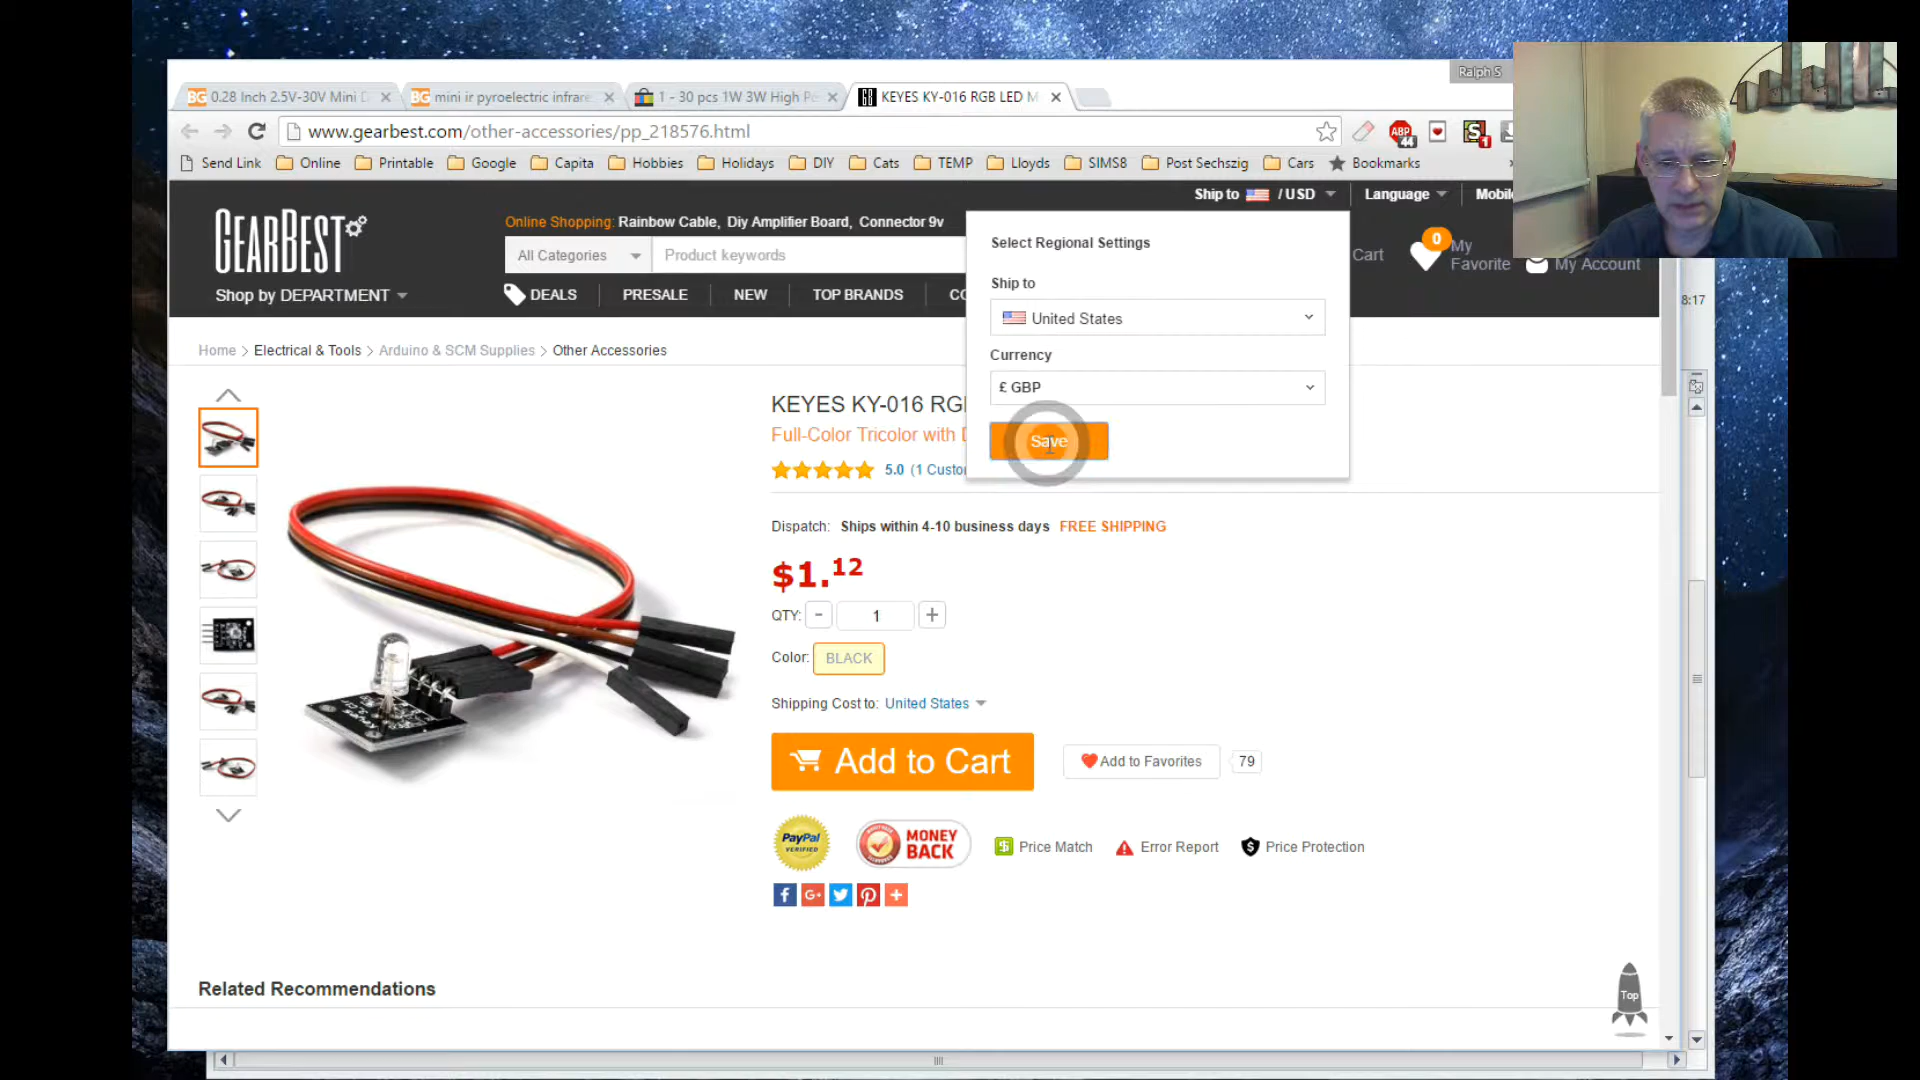 Ralph S
0.28 Inch 2.5V-30V Mini D
mini ir pyroelectric infrare
1 - 30 pcs 1W 3W High Po
KEYES KY-016 RGB LED M
www.gearbest.com/other-accessories/pp_218576.html
ABP
44
S
1
Send Link
Online
Printable
Google
Capita
Hobbies
Holidays
DIY
Cats
TEMP
Lloyds
SIMS8
Post Sechszig
Cars
Bookmarks
Ship to / USD
Language
Mobil
GEARBEST
Online Shopping: Rainbow Cable, Diy Amplifier Board, Connector 9v
All Categories
Product keywords
Cart
0
My Favorite
My Account
Shop by DEPARTMENT
DEALS
PRESALE
NEW
TOP BRANDS
CO
8:17
Select Regional Settings
Ship to
United States
Currency
£ GBP
Save
Home > Electrical & Tools > Arduino & SCM Supplies > Other Accessories
KEYES KY-016 RG
Full-Color Tricolor with D
5.0 (1 Custo
Dispatch: Ships within 4-10 business days FREE SHIPPING
$1.12
QTY: - 1 +
Color: BLACK
Shipping Cost to: United States
Add to Cart
Add to Favorites
79
PayPal
VERIFIED
MONEY
BACK
Price Match
Error Report
Price Protection
Related Recommendations
Top